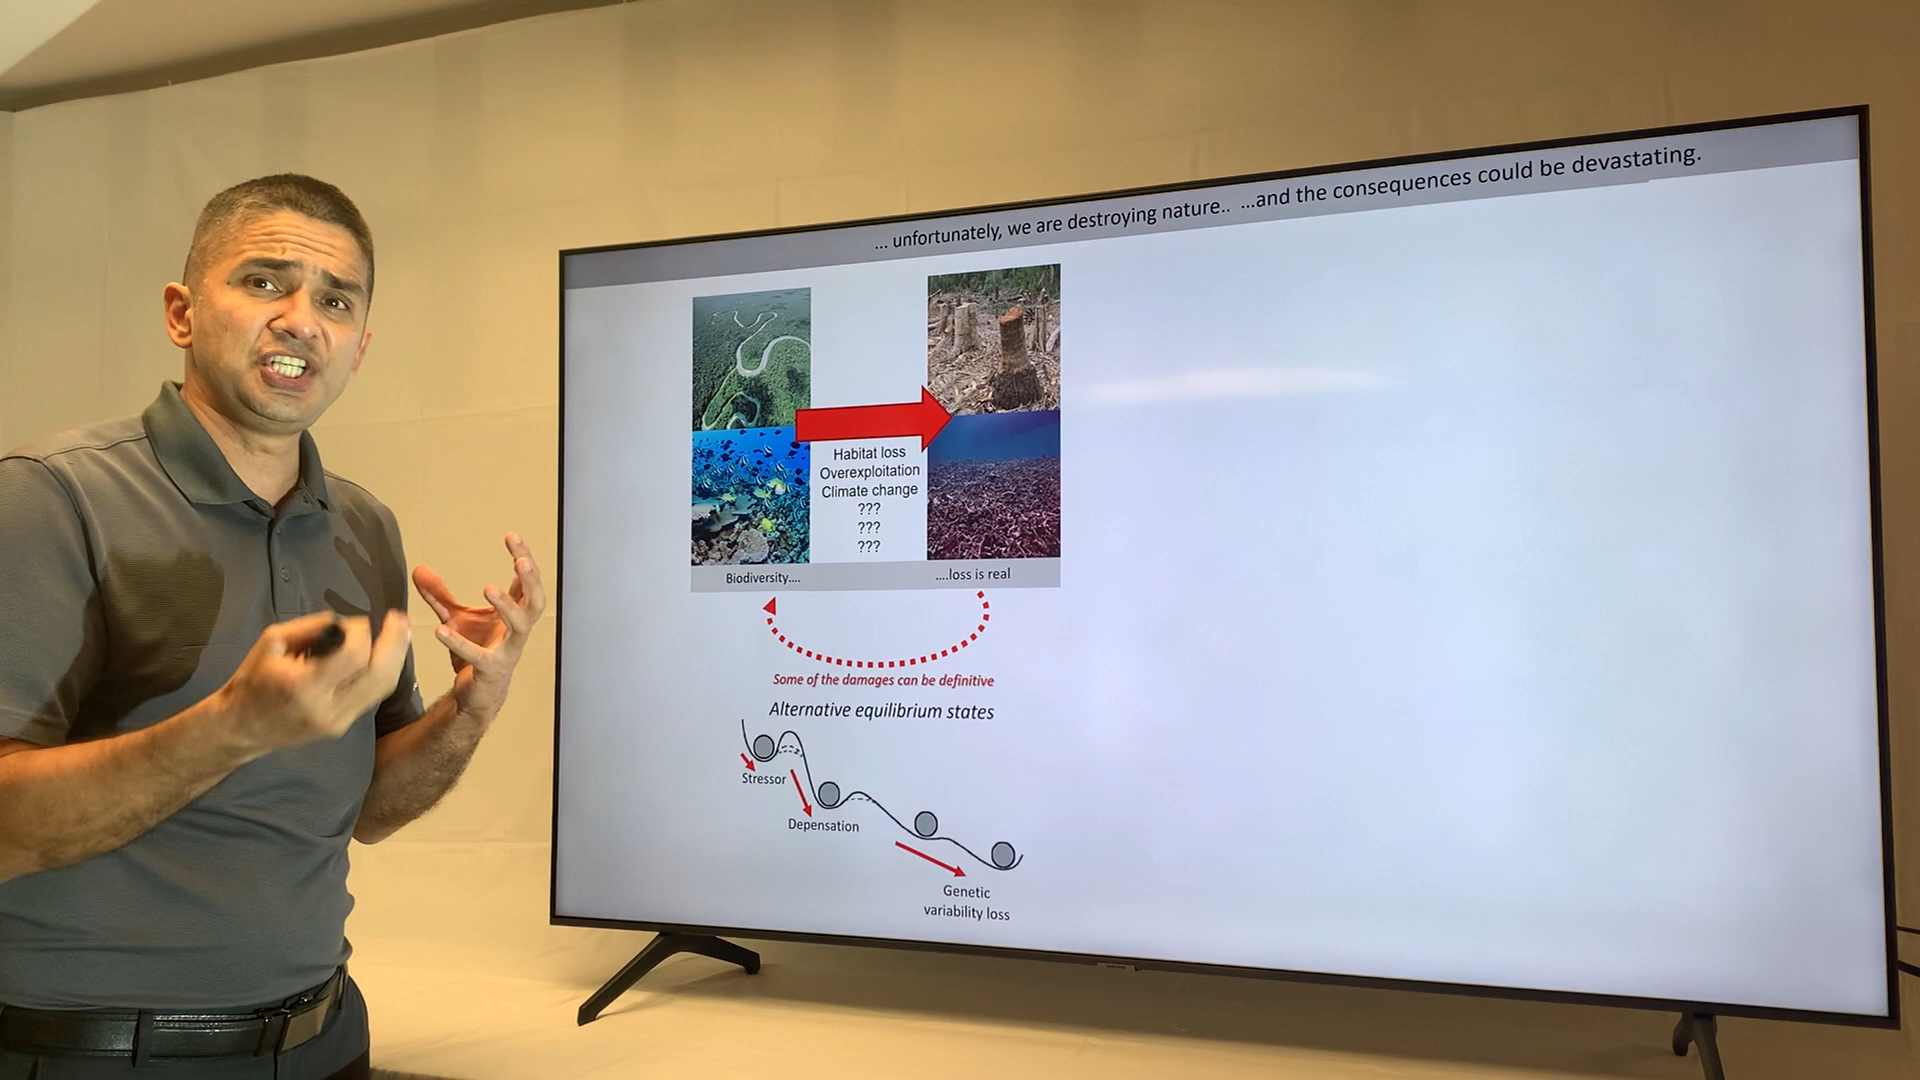 ... unfortunately, we are destroying nature.. ...and the consequences could be devastating.
Habitat loss
Overexploitation
Climate change
???
???
???
Biodiversity.... ....loss is real
Some of the damages can be definitive
Alternative equilibrium states
Stressor
Depensation
Genetic
variability loss